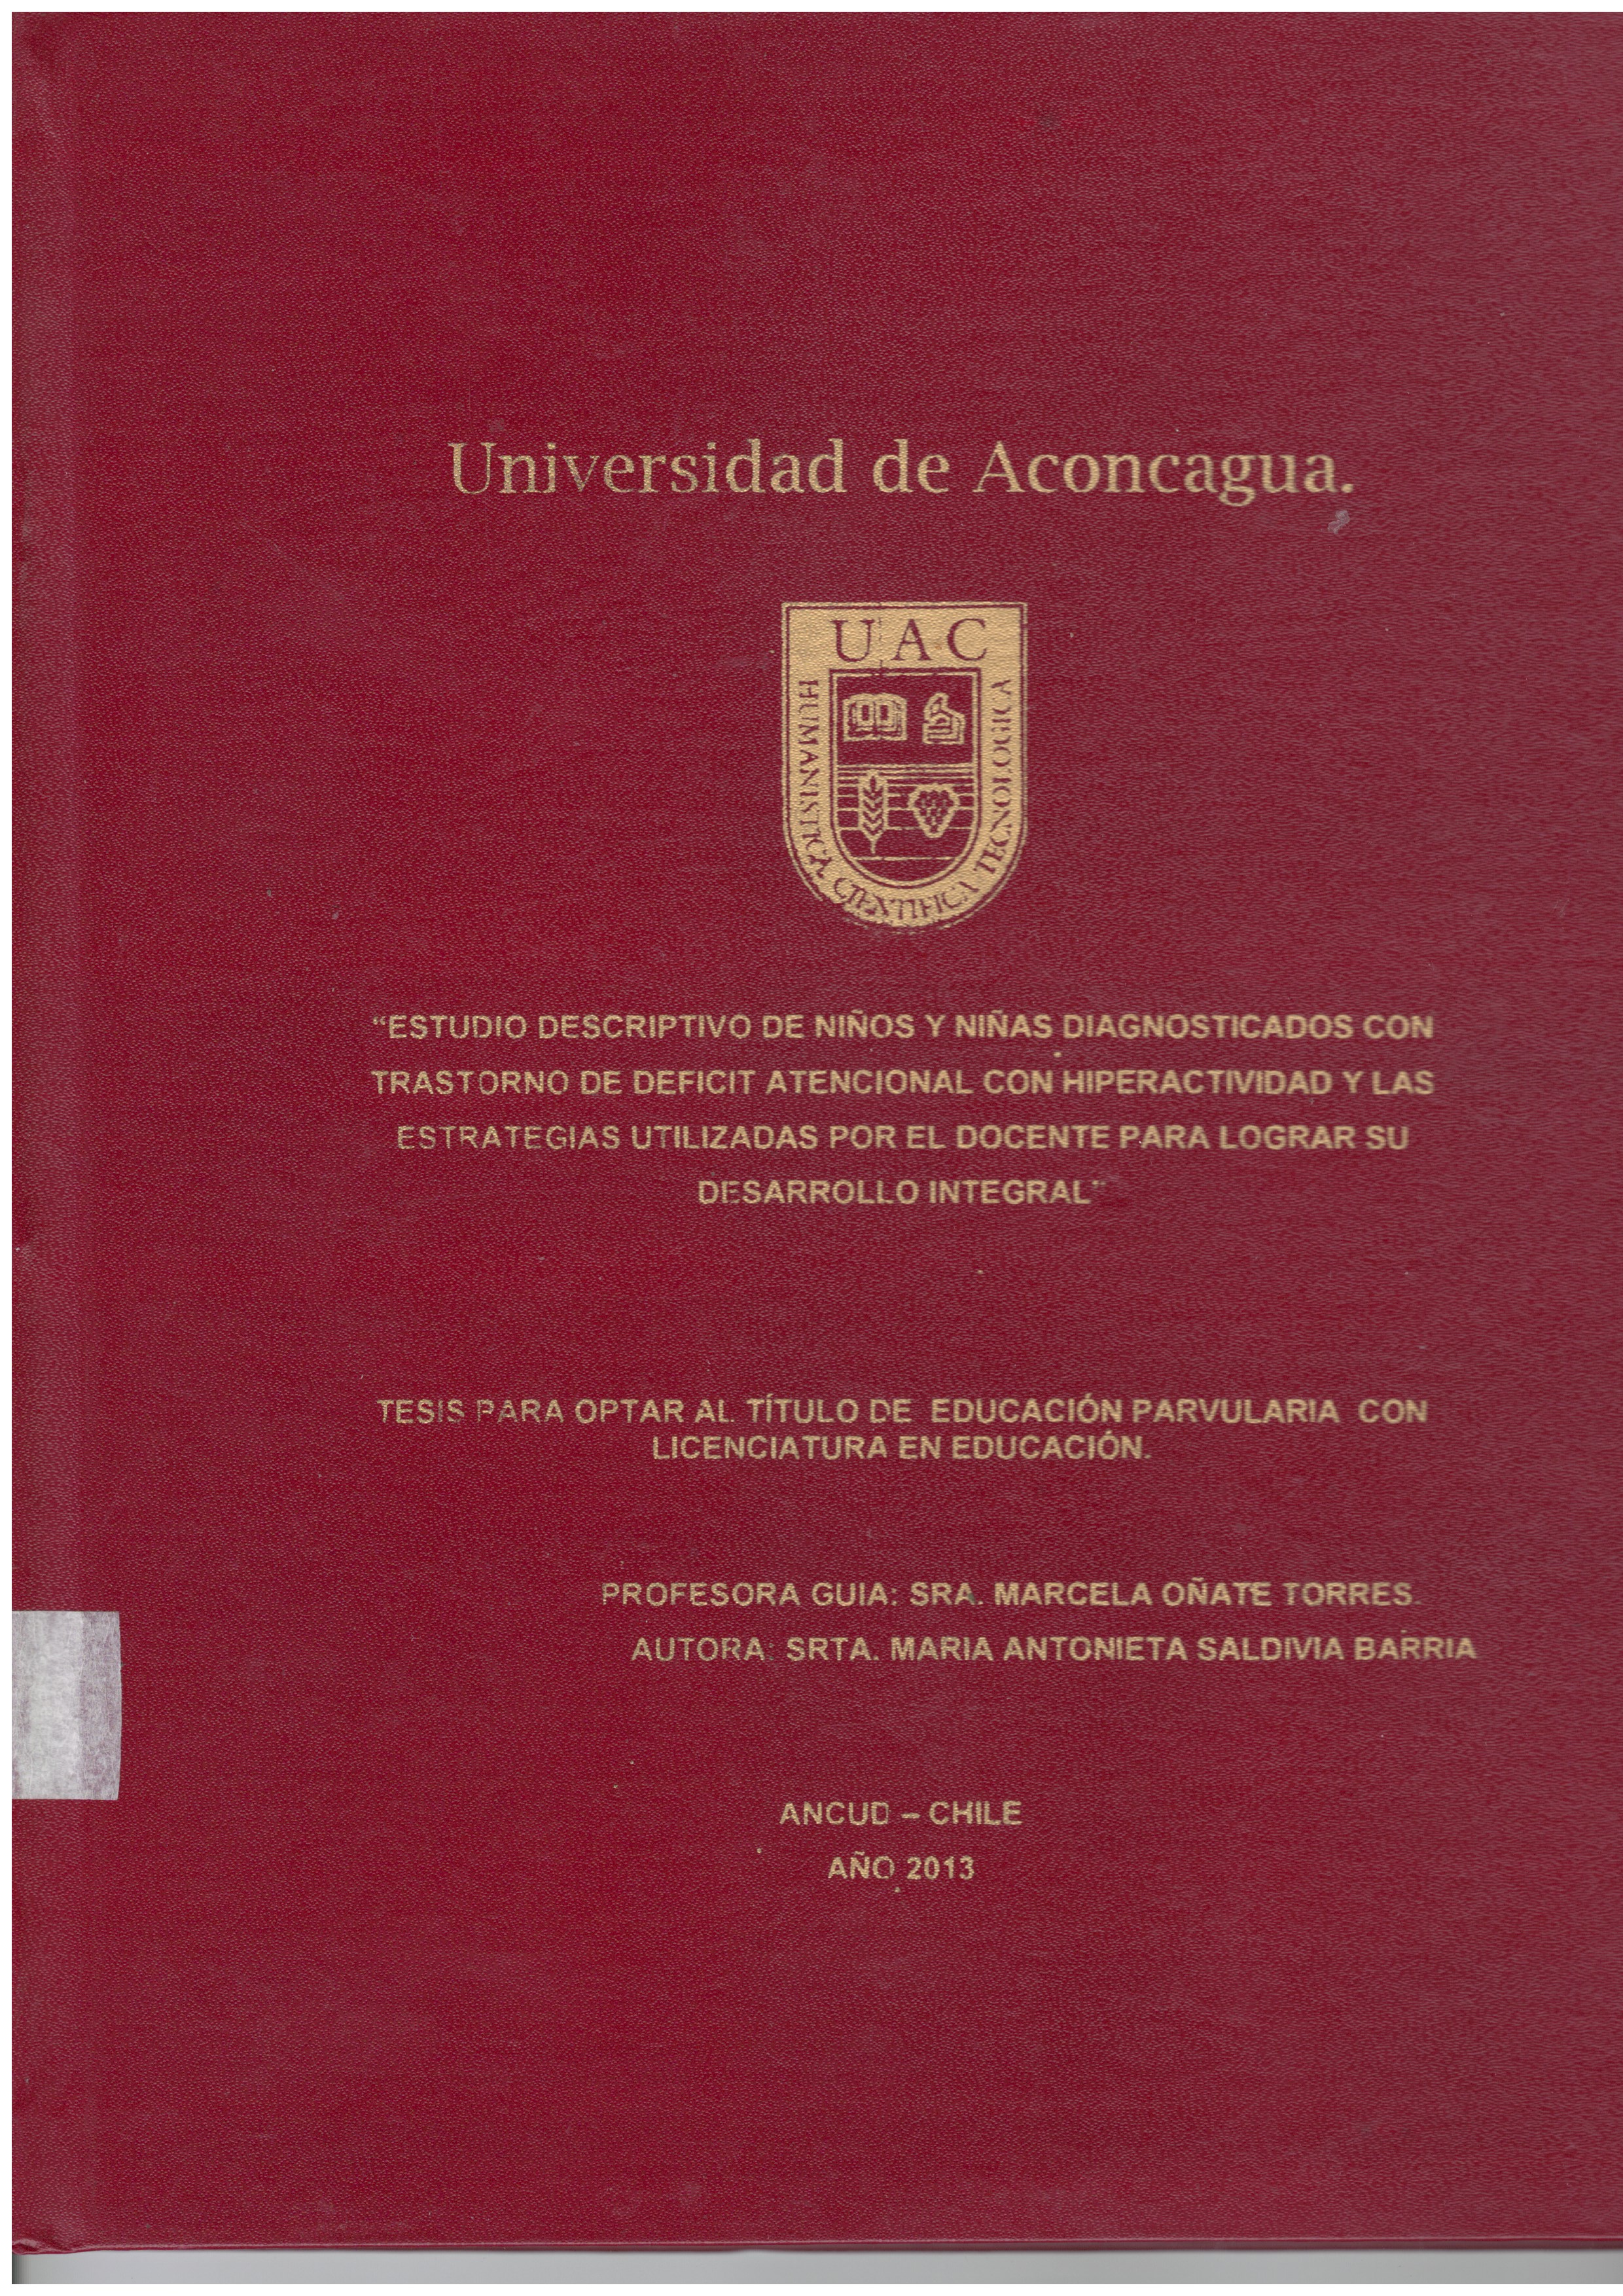 Universidad de Aconcagua.
UAC
HUMANISTICA, CIENTIFICA TECNOLOGICA
“ESTUDIO DESCRIPTIVO DE NIÑOS Y NIÑAS DIAGNOSTICADOS CON
TRASTORNO DE DEFICIT ATENCIONAL CON HIPERACTIVIDAD Y LAS
ESTRATEGIAS UTILIZADAS POR EL DOCENTE PARA LOGRAR SU
DESARROLLO INTEGRAL”
TESIS PARA OPTAR AL TÍTULO DE EDUCACIÓN PARVULARIA CON
LICENCIATURA EN EDUCACIÓN.
PROFESORA GUIA: SRA. MARCELA OÑATE TORRES.
AUTORA: SRTA. MARIA ANTONIETA SALDIVIA BARRIA
ANCUD – CHILE
AÑO 2013